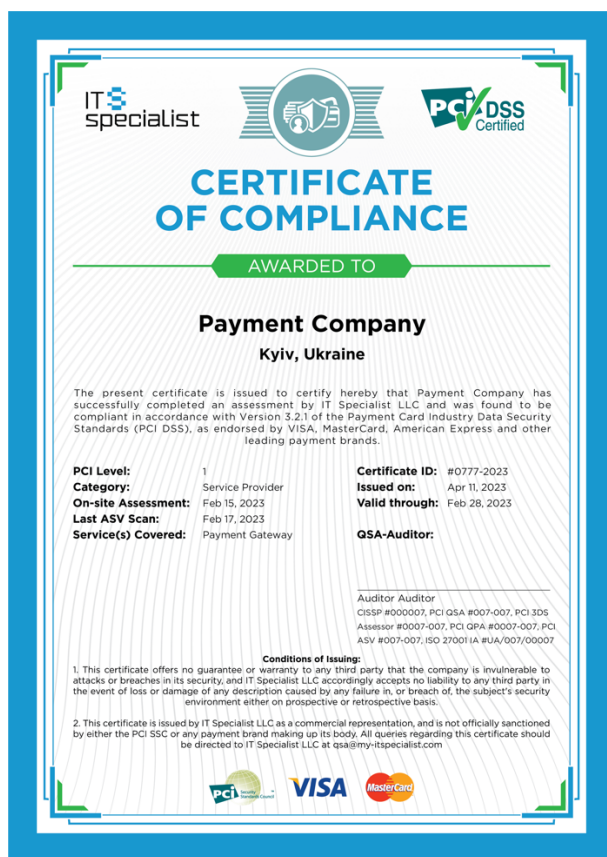 IT S
specialist
PCI DSS
Certified
CERTIFICATE
OF COMPLIANCE
AWARDED TO
Payment Company
Kyiv, Ukraine
The present certificate is issued to certify hereby that Payment Company has
successfully completed an assessment by IT Specialist LLC and was found to be
compliant in accordance with Version 3.2.1 of the Payment Card Industry Data Security
Standards (PCI DSS), as endorsed by VISA, MasterCard, American Express and other
leading payment brands.
PCI Level: 1
Category: Service Provider
On-site Assessment: Feb 15, 2023
Last ASV Scan: Feb 17, 2023
Service(s) Covered: Payment Gateway
Certificate ID: #0777-2023
Issued on: Apr 11, 2023
Valid through: Feb 28, 2023
QSA-Auditor:
Auditor Auditor
CISSP #000007, PCI QSA #007-007, PCI 3DS
Assessor #0007-007, PCI QPA #0007-007, PCI
ASV #007-007, ISO 27001 IA #UA/007/00007
Conditions of Issuing:
1. This certificate offers no guarantee or warranty to any third party that the company is invulnerable to
attacks or breaches in its security, and IT Specialist LLC accordingly accepts no liability to any third party in
the event of loss or damage of any description caused by any failure in, or breach of, the subject's security
environment either on prospective or retrospective basis.
2. This certificate is issued by IT Specialist LLC as a commercial representation, and is not officially sanctioned
by either the PCI SSC or any payment brand making up its body. All queries regarding this certificate should
be directed to IT Specialist LLC at qsa@my-itspecialist.com
PCI Security
Standards Council
VISA
MasterCard